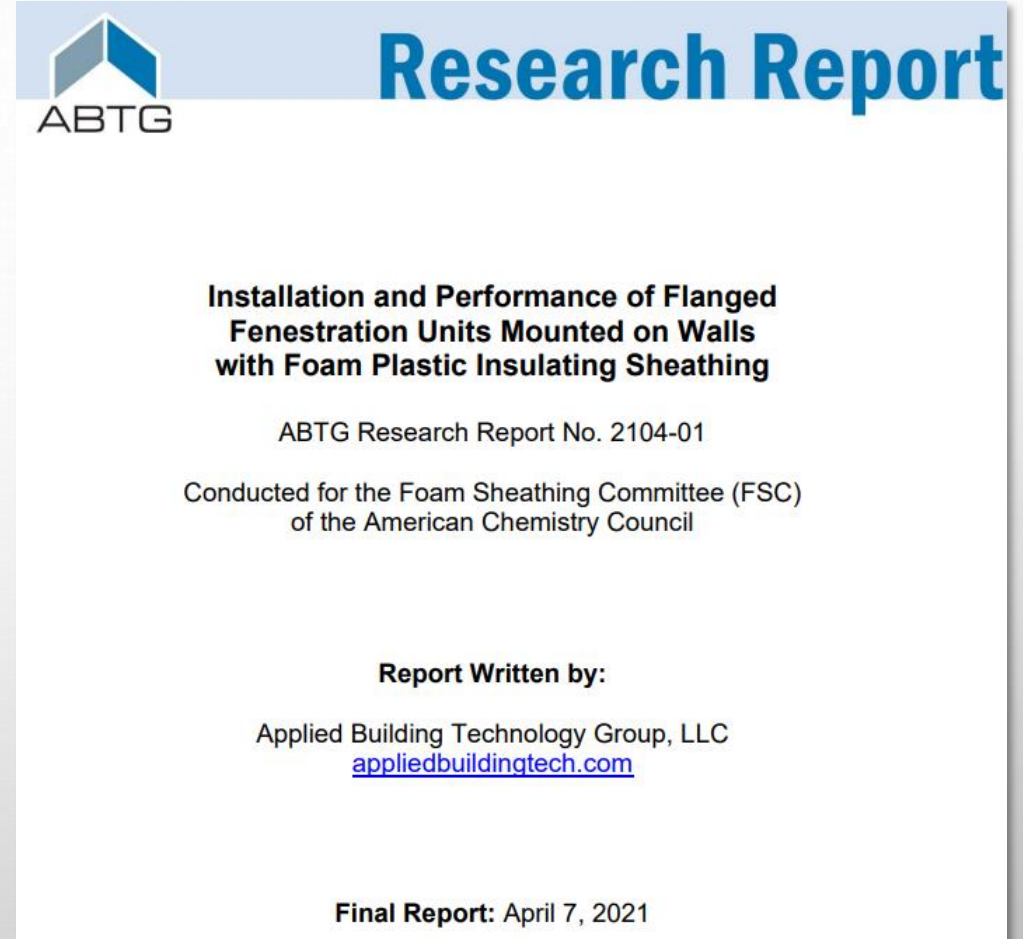 ABTG
Research Report
Installation and Performance of Flanged
Fenestration Units Mounted on Walls
with Foam Plastic Insulating Sheathing
ABTG Research Report No. 2104-01
Conducted for the Foam Sheathing Committee (FSC)
of the American Chemistry Council
Report Written by:
Applied Building Technology Group, LLC
appliedbuildingtech.com
Final Report: April 7, 2021